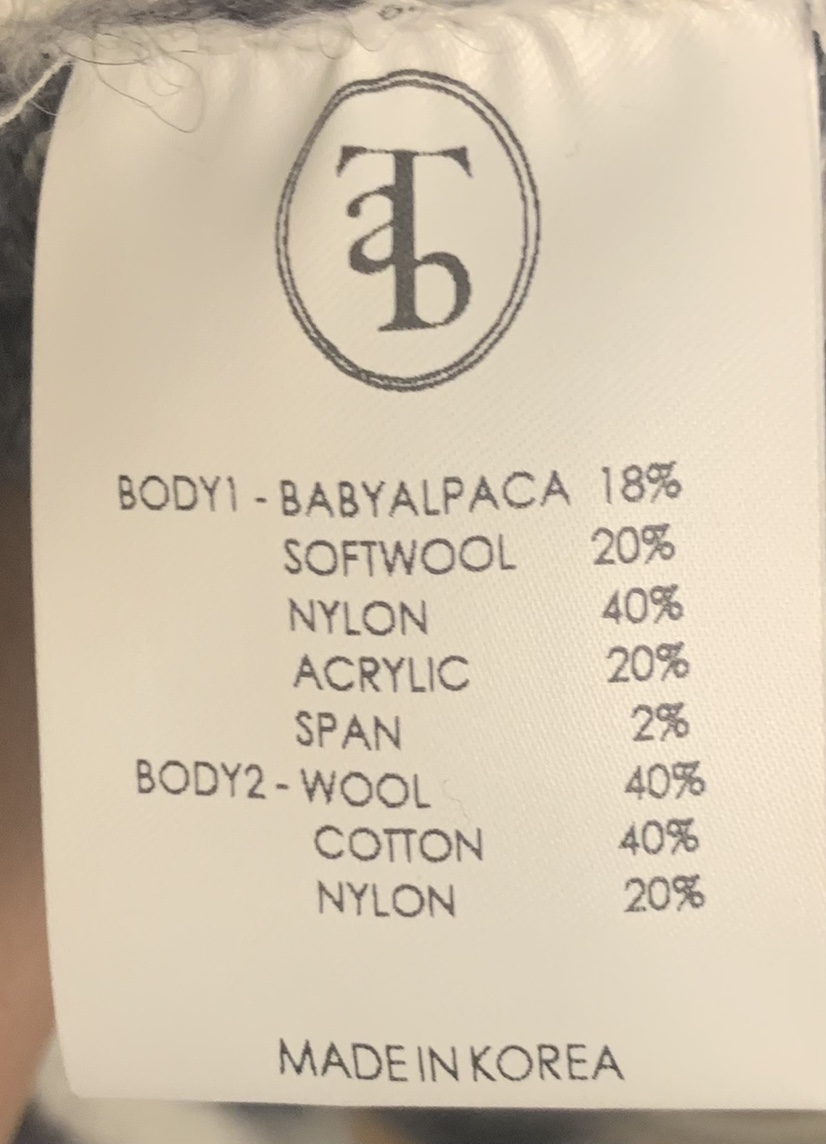 aTb
BODY1 - BABYALPACA 18%
SOFTWOOL 20%
NYLON 40%
ACRYLIC 20%
SPAN 2%
BODY2 - WOOL 40%
COTTON 40%
NYLON 20%
MADE IN KOREA